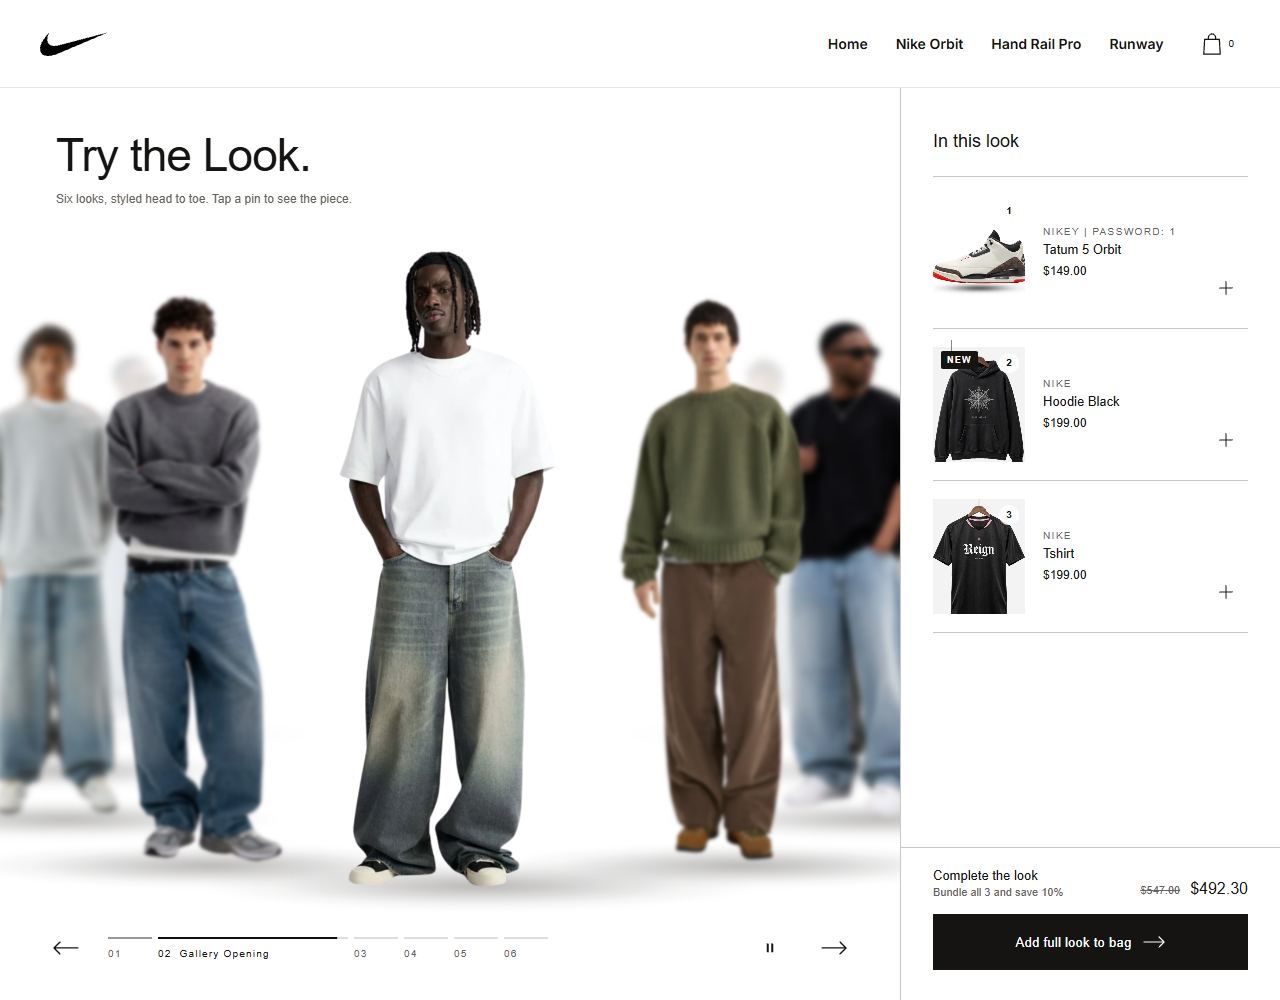 Home
Nike Orbit
Hand Rail Pro
Runway
0
Try the Look.
Six looks, styled head to toe. Tap a pin to see the piece.
In this look
1
NIKEY | PASSWORD: 1
Tatum 5 Orbit
$149.00
NEW
2
NIKE
Hoodie Black
$199.00
3
Reign
NIKE
Tshirt
$199.00
Complete the look
Bundle all 3 and save 10%
$547.00 $492.30
Add full look to bag
01
02 Gallery Opening
03
04
05
06